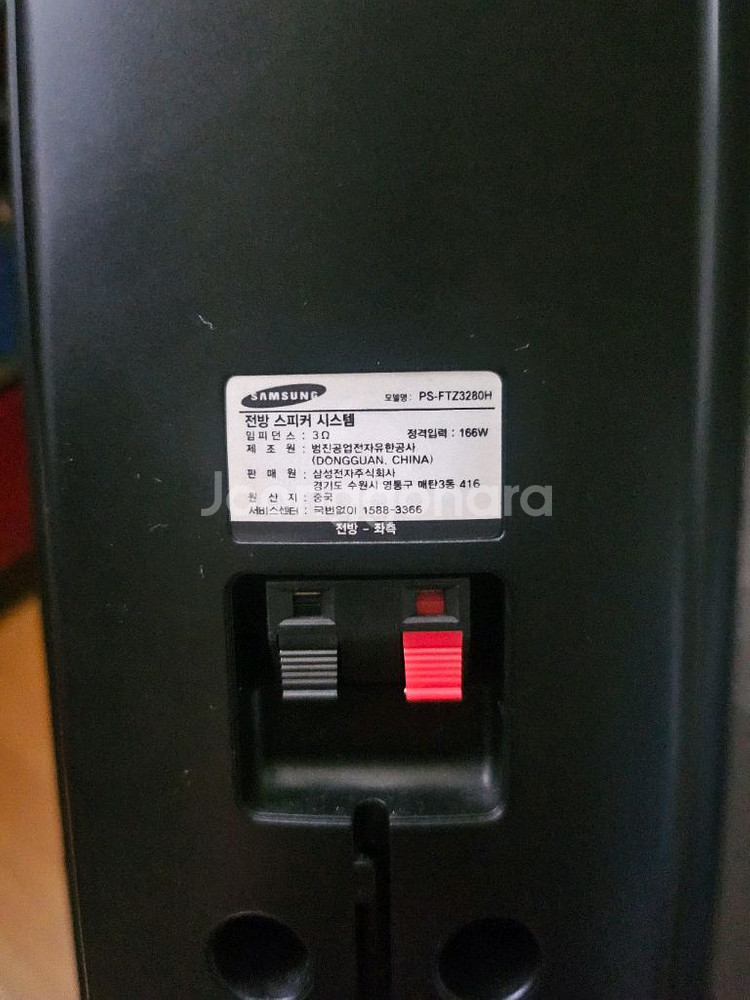 SAMSUNG 모델명: PS-FTZ3280H
전방 스피커 시스템
임피던스 : 3Ω 정격입력 : 166W
제조원 : 범진공업전자유한공사
(DONGGUAN, CHINA)
판매원 : 삼성전자주식회사
경기도 수원시 영통구 매탄3동 416
원산지 : 중국
서비스센터 : 국번없이 1588-3366
전방 - 좌측
Joonggonara